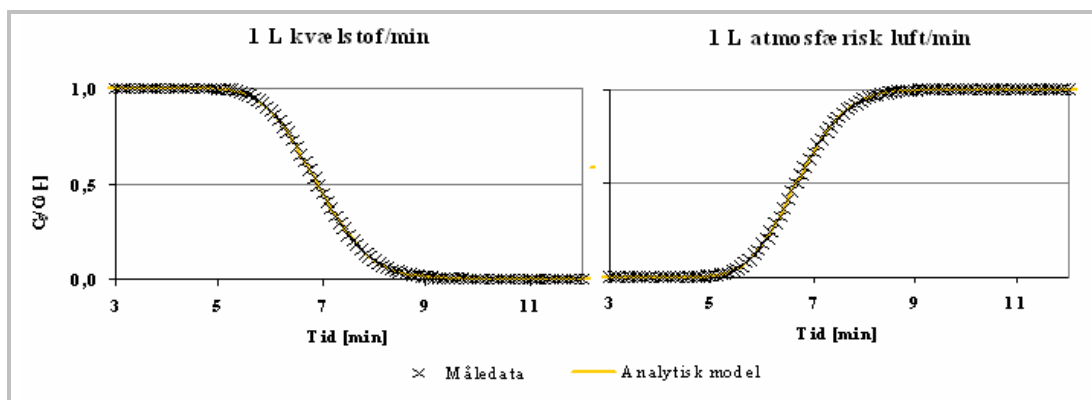 1 L kvælstof/min
1 L atmosfærisk luft/min
1,0
0,5
0,0
3 5 7 9 11
3 5 7 9 11
Tid [min]
Tid [min]
Måledata
Analytisk model